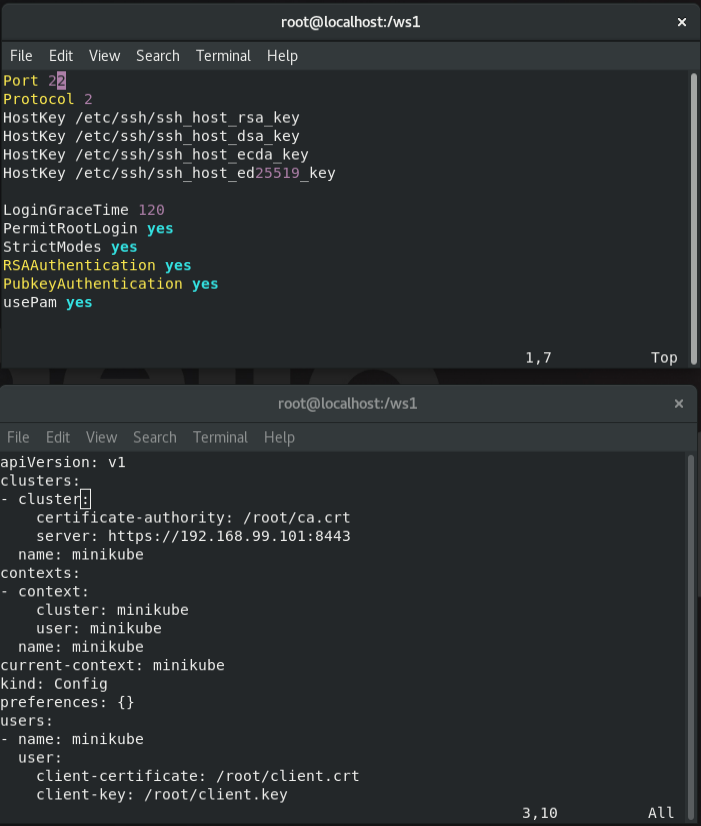 root@localhost:/ws1 ×
File Edit View Search Terminal Help
Port 22
Protocol 2
HostKey /etc/ssh/ssh_host_rsa_key
HostKey /etc/ssh/ssh_host_dsa_key
HostKey /etc/ssh/ssh_host_ecda_key
HostKey /etc/ssh/ssh_host_ed25519_key

LoginGraceTime 120
PermitRootLogin yes
StrictModes yes
RSAAuthentication yes
PubkeyAuthentication yes
usePam yes
1,7 Top
root@localhost:/ws1 ×
File Edit View Search Terminal Help
apiVersion: v1
clusters:
- cluster:
    certificate-authority: /root/ca.crt
    server: https://192.168.99.101:8443
  name: minikube
contexts:
- context:
    cluster: minikube
    user: minikube
  name: minikube
current-context: minikube
kind: Config
preferences: {}
users:
- name: minikube
  user:
    client-certificate: /root/client.crt
    client-key: /root/client.key
3,10 All